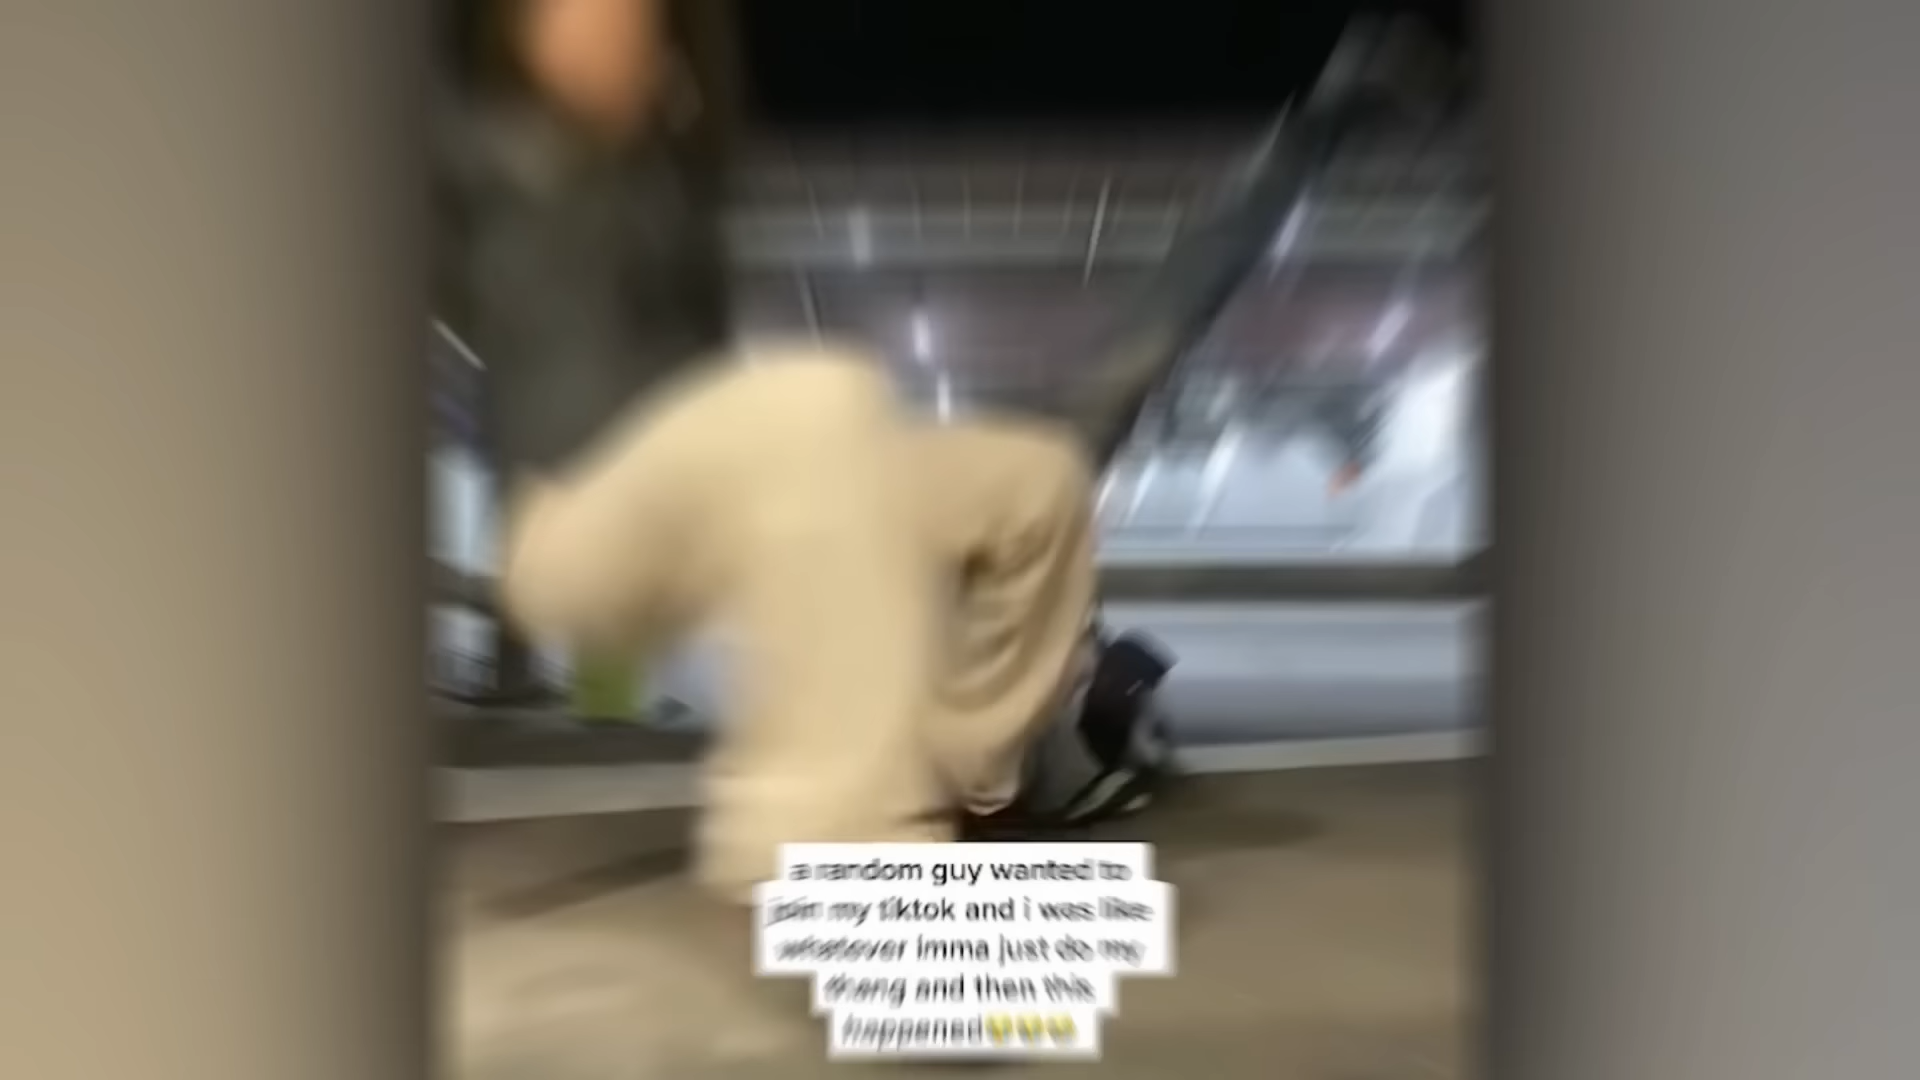 a random guy wanted to
join my tiktok and i was like
whatever imma just do my
thang and then this
happened